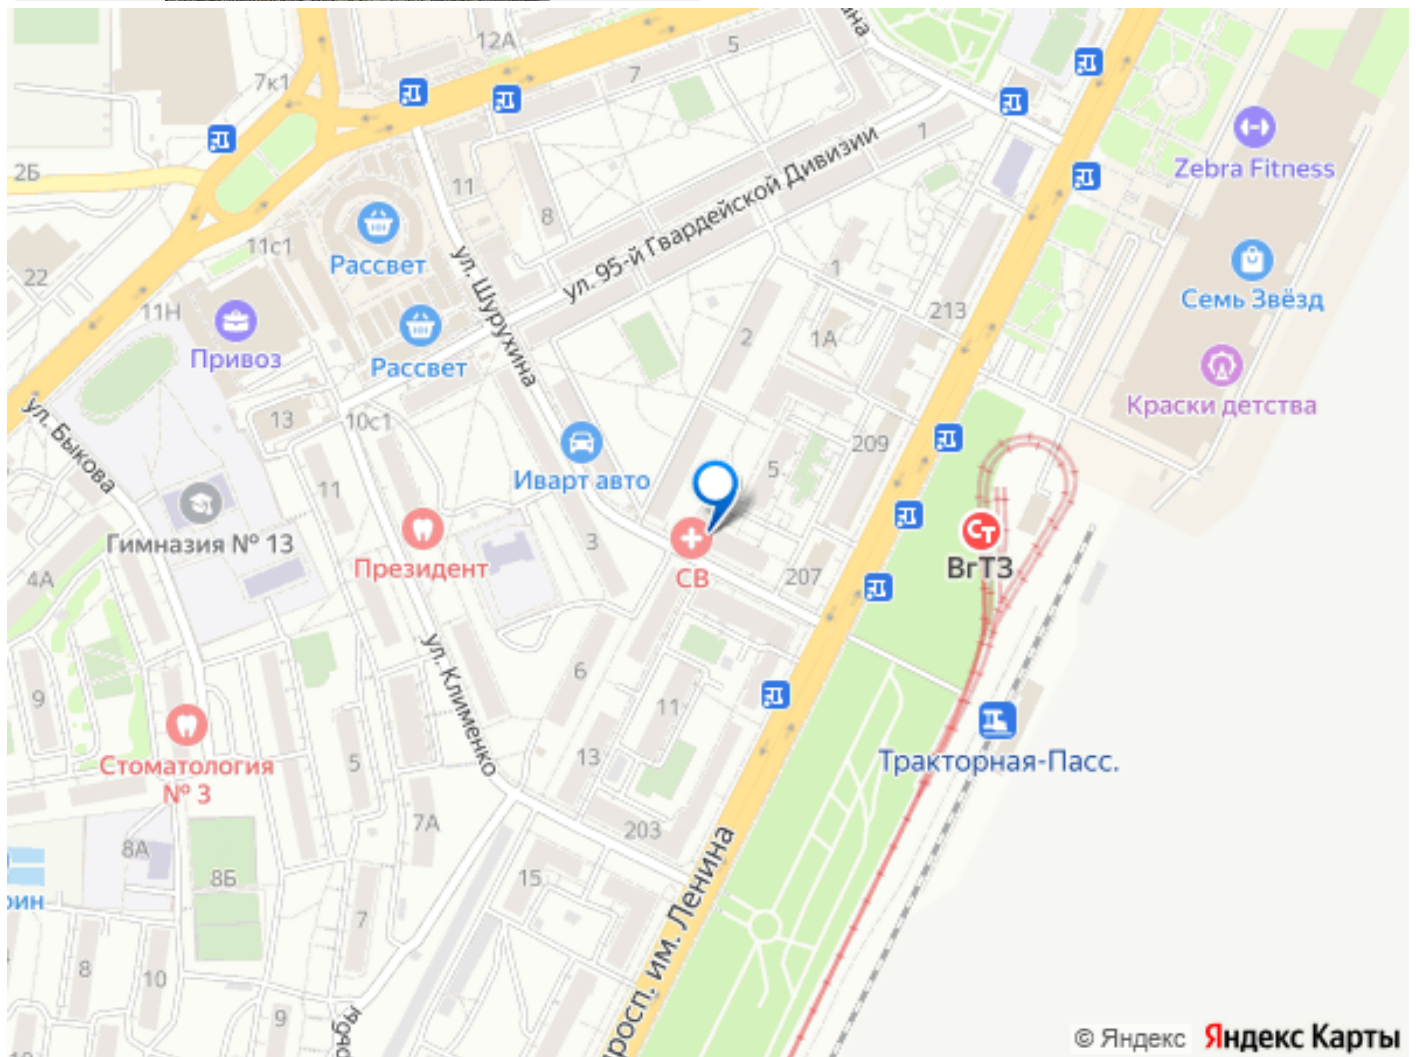 12А
5
7
7к1
1
Zebra Fitness
2Б
11
8
ул. 95-й Гвардейской Дивизии
11с1
Рассвет
22
ул. Шурухина
1
Семь Звёзд
11Н
213
Привоз
Рассвет
2
1А
Краски детства
ул. Быкова
13
10с1
209
Иварт авто
5
11
Гимназия № 13
3
Ст
ВгТЗ
Президент
СВ
207
4А
ул. Клименко
6
9
11
Тракторная-Пасс.
Стоматология
№ 3
5
13
7А
203
8А
8Б
15
просп. им. Ленина
7
8
10
9
© Яндекс
Яндекс Карты